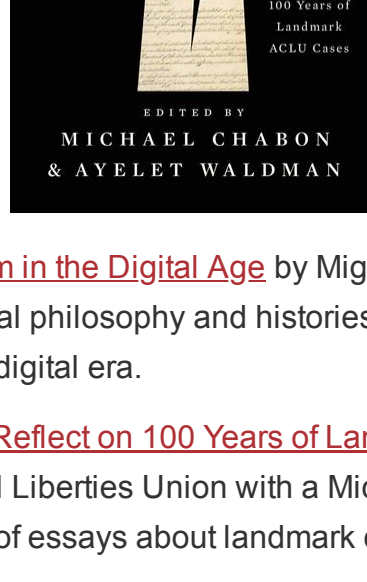 100 Years of
Landmark
ACLU Cases
EDITED BY
MICHAEL CHABON
& AYELET WALDMAN
m in the Digital Age by Mig
al philosophy and histories
digital era.
Reflect on 100 Years of Lan
l Liberties Union with a Mic
of essays about landmark